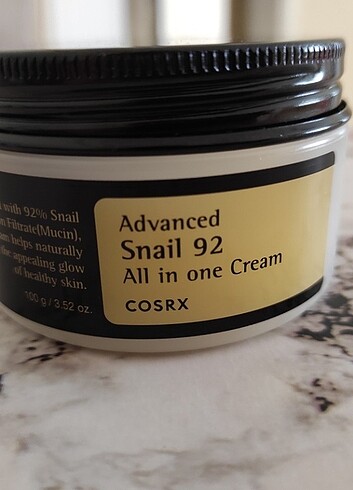 with 92% Snail
Filtrate(Mucin),
helps naturally
the appealing glow
of healthy skin.
100 g / 3.52 oz.
Advanced
Snail 92
All in one Cream
COSRX